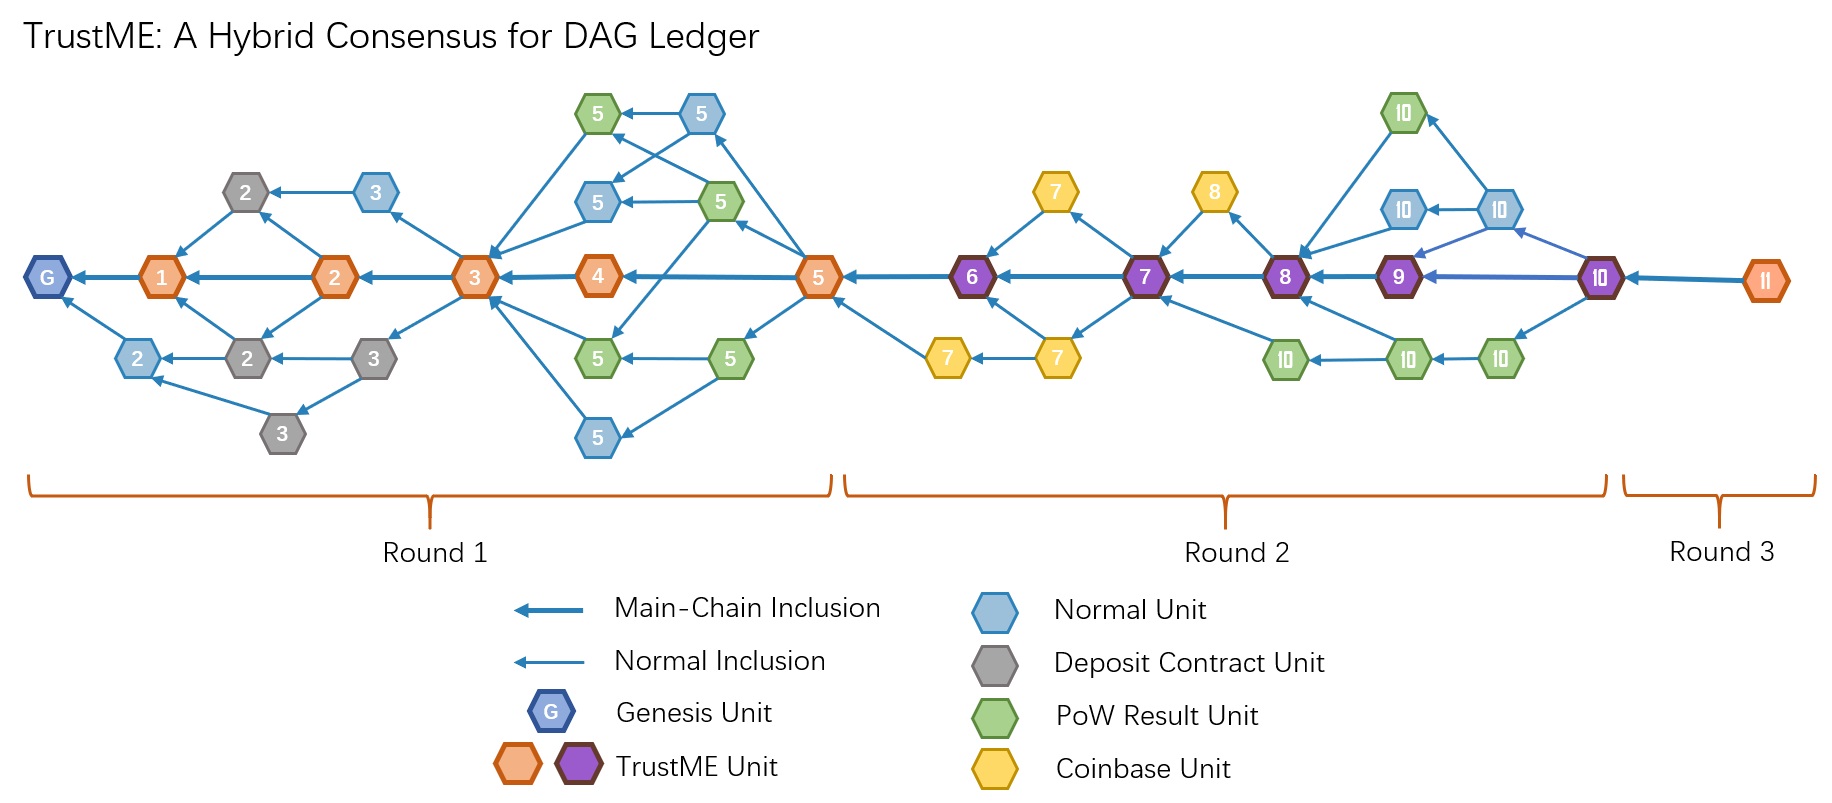 TrustME: A Hybrid Consensus for DAG Ledger
5 5 10
2 3 5 5 7 8 10 10
G 1 2 3 4 5 6 7 8 9 10 11
2 2 3 5 5 7 7 10 10 10
3 5
Round 1 Round 2 Round 3
Main-Chain Inclusion
Normal Inclusion
G Genesis Unit
TrustME Unit
Normal Unit
Deposit Contract Unit
PoW Result Unit
Coinbase Unit